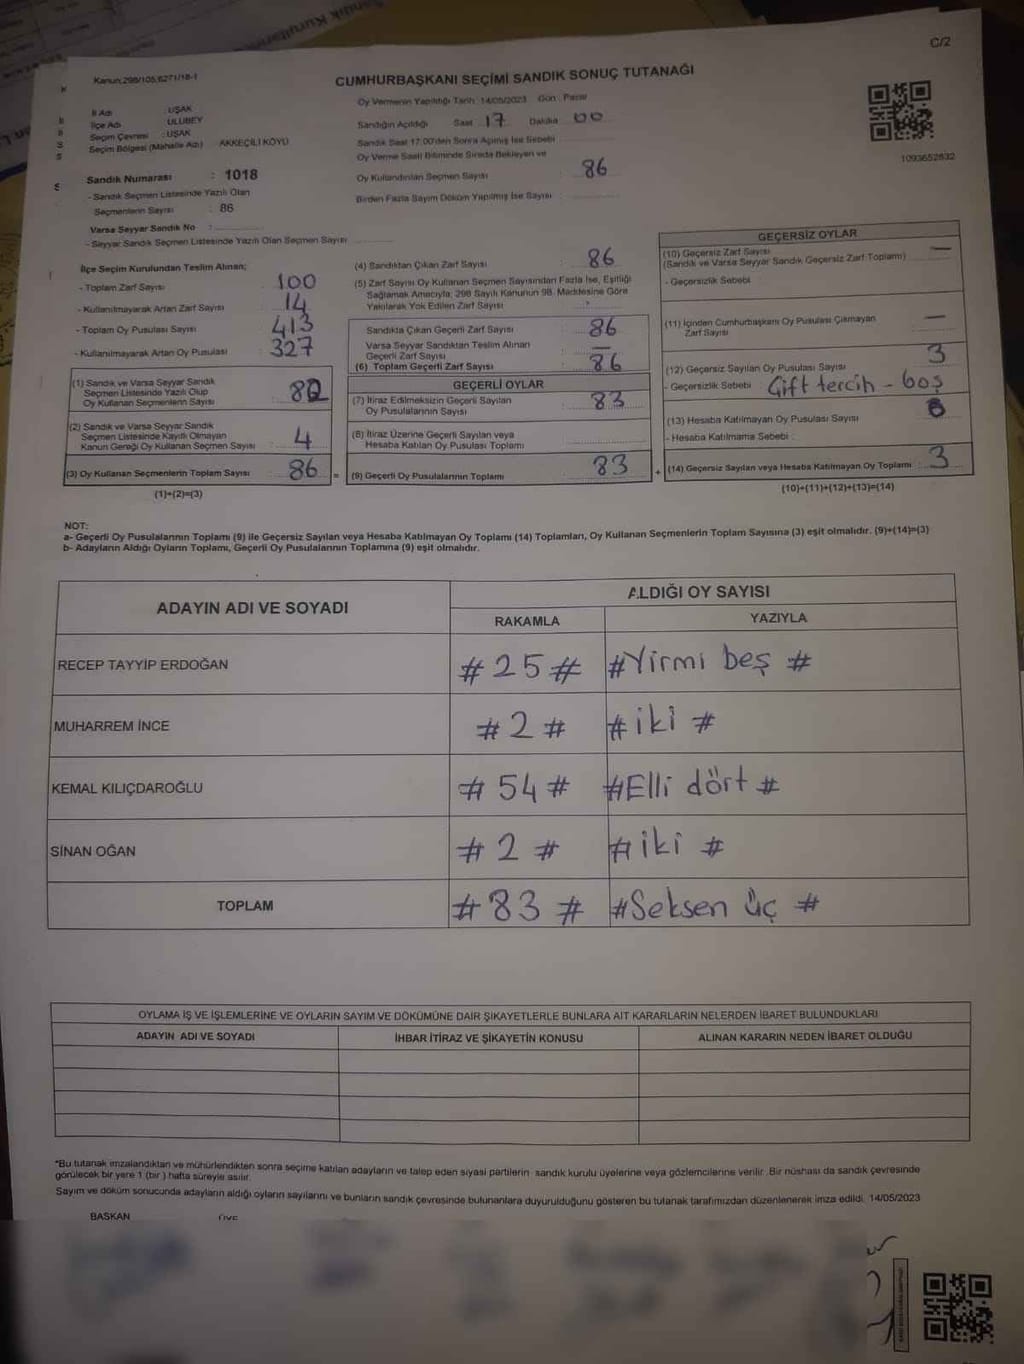 C/2
Kanun:298/105,6271/18-1
CUMHURBAŞKANI SEÇİMİ SANDIK SONUÇ TUTANAĞI
Oy Vermenin Yapıldığı Tarih :14/05/2023 Gün : Pazar
İl Adı : UŞAK
İlçe Adı : ULUBEY
Seçim Çevresi : UŞAK
Seçim Bölgesi (Mahalle Adı) AKKEÇİLİ KÖYÜ
Sandığın Açıldığı Saat 17 Dakika 00
Sandık Saat 17:00'den Sonra Açılmış İse Sebebi
Oy Verme Saati Bitiminde Sırada Bekleyen ve
Oy Kullandırılan Seçmen Sayısı 86
Birden Fazla Sayım Döküm Yapılmış İse Sayısı
1093652832
Sandık Numarası : 1018
- Sandık Seçmen Listesinde Yazılı Olan
Seçmenlerin Sayısı : 86
Varsa Seyyar Sandık No :
- Seyyar Sandık Seçmen Listesinde Yazılı Olan Seçmen Sayısı
İlçe Seçim Kurulundan Teslim Alınan;
- Toplam Zarf Sayısı 100
- Kullanılmayarak Artan Zarf Sayısı 14
- Toplam Oy Pusulası Sayısı 413
- Kullanılmayarak Artan Oy Pusulası 327
(1) Sandık ve Varsa Seyyar Sandık
Seçmen Listesinde Yazılı Olup
Oy Kullanan Seçmenlerin Sayısı : 82
(2) Sandık ve Varsa Seyyar Sandık
Seçmen Listesinde Kayıtlı Olmayan
Kanun Gereği Oy Kullanan Seçmen Sayısı : 4
(3) Oy Kullanan Seçmenlerin Toplam Sayısı : 86 =
(1)+(2)=(3)
(4) Sandıktan Çıkan Zarf Sayısı : 86
(5) Zarf Sayısı Oy Kullanan Seçmen Sayısından Fazla İse, Eşitliği
Sağlamak Amacıyla; 298 Sayılı Kanunun 98. Maddesine Göre
Yakılarak Yok Edilen Zarf Sayısı
Sandıkta Çıkan Geçerli Zarf Sayısı : 86
Varsa Seyyar Sandıktan Teslim Alınan
Geçerli Zarf Sayısı : —
(6) Toplam Geçerli Zarf Sayısı : 86
GEÇERLİ OYLAR
(7) İtiraz Edilmeksizin Geçerli Sayılan
Oy Pusulalarının Sayısı : 83
(8) İtiraz Üzerine Geçerli Sayılan veya
Hesaba Katılan Oy Pusulası Toplamı
(9) Geçerli Oy Pusulalarının Toplamı : 83 +
GEÇERSİZ OYLAR
(10) Geçersiz Zarf Sayısı —
(Sandık ve Varsa Seyyar Sandık Geçersiz Zarf Toplamı)
- Geçersizlik Sebebi
(11) İçinden Cumhurbaşkanı Oy Pusulası Çıkmayan —
Zarf Sayısı
(12) Geçersiz Sayılan Oy Pusulası Sayısı 3
- Geçersizlik Sebebi Çift tercih - boş
(13) Hesaba Katılmayan Oy Pusulası Sayısı
- Hesaba Katılmama Sebebi :
(14) Geçersiz Sayılan veya Hesaba Katılmayan Oy Toplamı : 3
(10)+(11)+(12)+(13)=(14)
NOT:
a- Geçerli Oy Pusulalarının Toplamı (9) ile Geçersiz Sayılan veya Hesaba Katılmayan Oy Toplamı (14) Toplamları, Oy Kullanan Seçmenlerin Toplam Sayısına (3) eşit olmalıdır. (9)+(14)=(3)
b- Adayların Aldığı Oyların Toplamı, Geçerli Oy Pusulalarının Toplamına (9) eşit olmalıdır.
ADAYIN ADI VE SOYADI ALDIĞI OY SAYISI
RAKAMLA YAZIYLA
RECEP TAYYİP ERDOĞAN #25# #Yirmi beş #
MUHARREM İNCE #2# #iki #
KEMAL KILIÇDAROĞLU #54# #Elli dört #
SİNAN OĞAN #2# #iki #
TOPLAM #83# #Seksen üç #
OYLAMA İŞ VE İŞLEMLERİNE VE OYLARIN SAYIM VE DÖKÜMÜNE DAİR ŞİKAYETLERLE BUNLARA AİT KARARLARIN NELERDEN İBARET BULUNDUKLARI
ADAYIN ADI VE SOYADI İHBAR İTİRAZ VE ŞİKAYETİN KONUSU ALINAN KARARIN NEDEN İBARET OLDUĞU
*Bu tutanak imzalandıktan ve mühürlendikten sonra seçime katılan adayların ve talep eden siyasi partilerin sandık kurulu üyelerine veya gözlemcilerine verilir. Bir nüshası da sandık çevresinde
görülecek bir yere 1 (bir ) hafta süreyle asılır.
Sayım ve döküm sonucunda adayların aldığı oyların sayılarını ve bunların sandık çevresinde bulunanlara duyurulduğunu gösteren bu tutanak tarafımızdan düzenlenerek imza edildi. 14/05/2023
BAŞKAN ÜYE